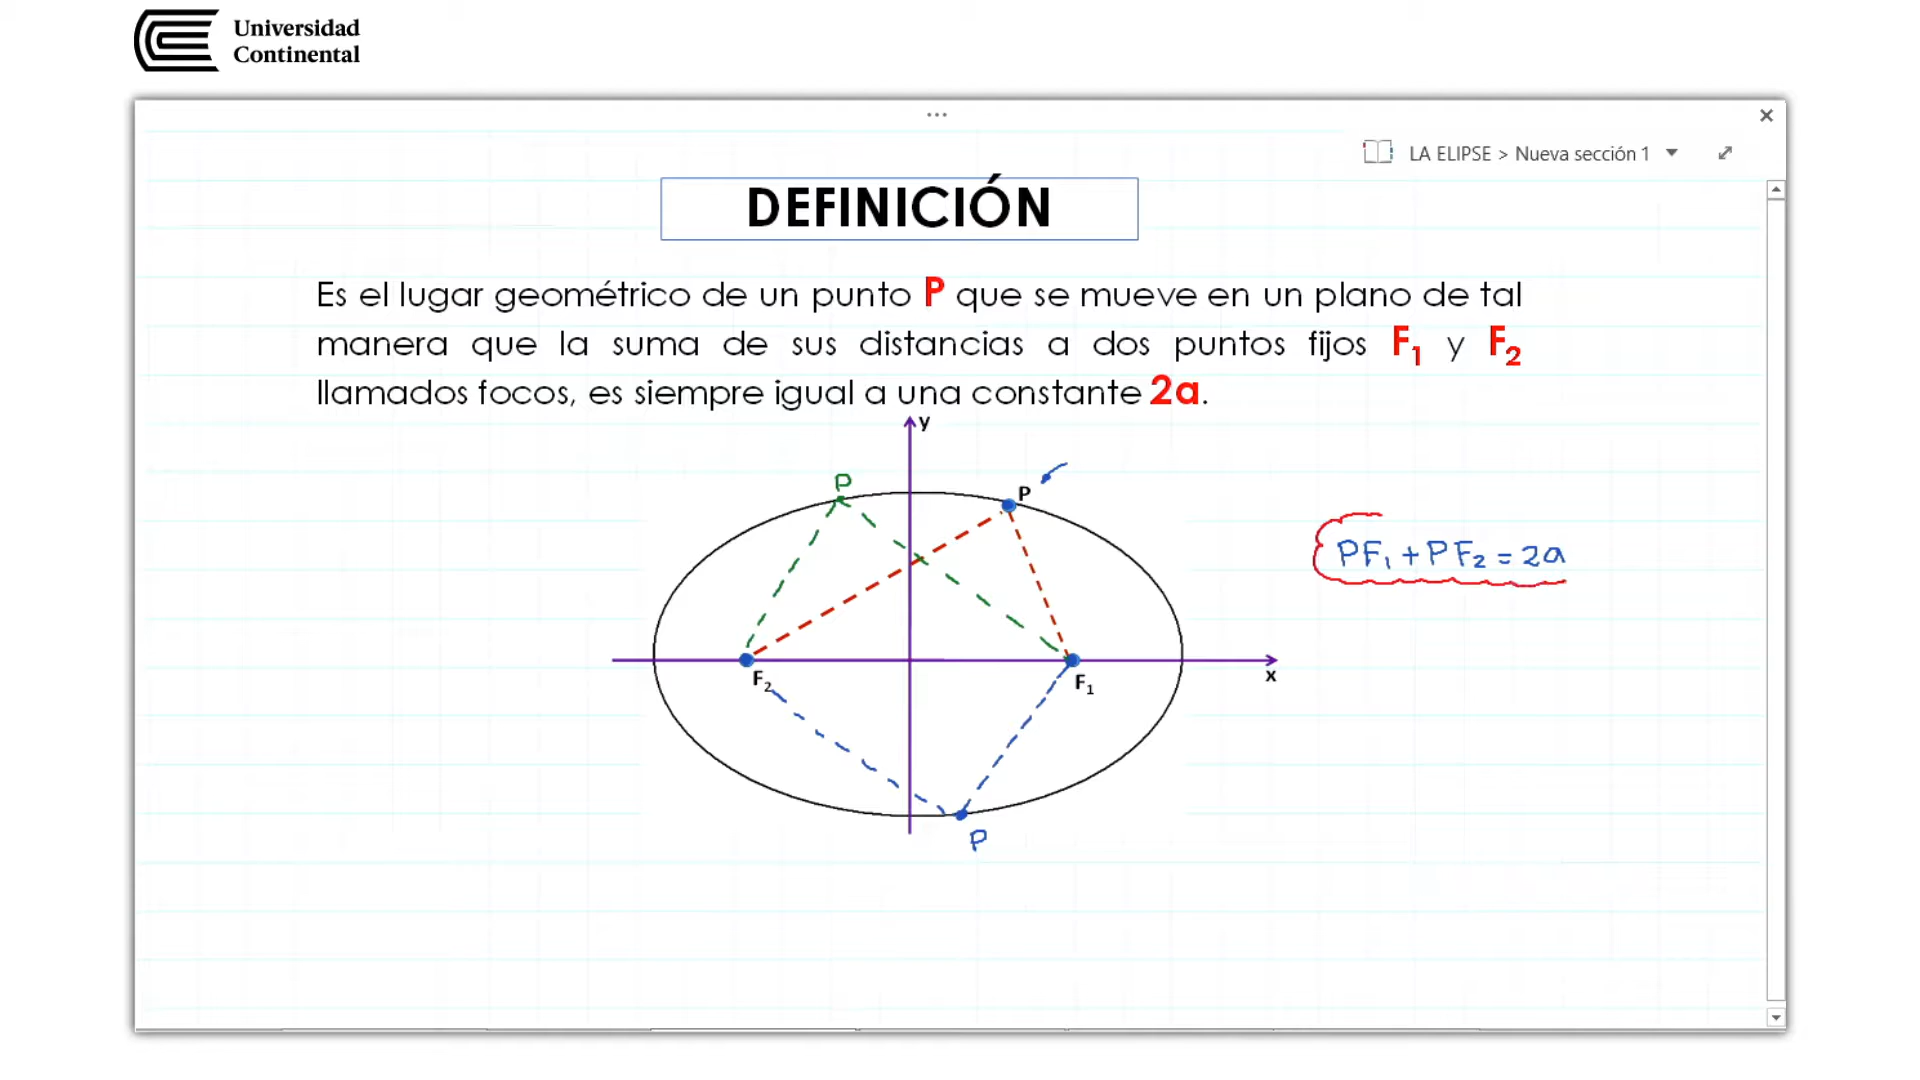 Universidad
Continental
LA ELIPSE > Nueva sección 1
DEFINICIÓN
Es el lugar geométrico de un punto P que se mueve en un plano de tal
manera que la suma de sus distancias a dos puntos fijos F₁ y F₂
llamados focos, es siempre igual a una constante 2a.
y
P
P
PF₁ + PF₂ = 2a
F₂
F₁
x
P